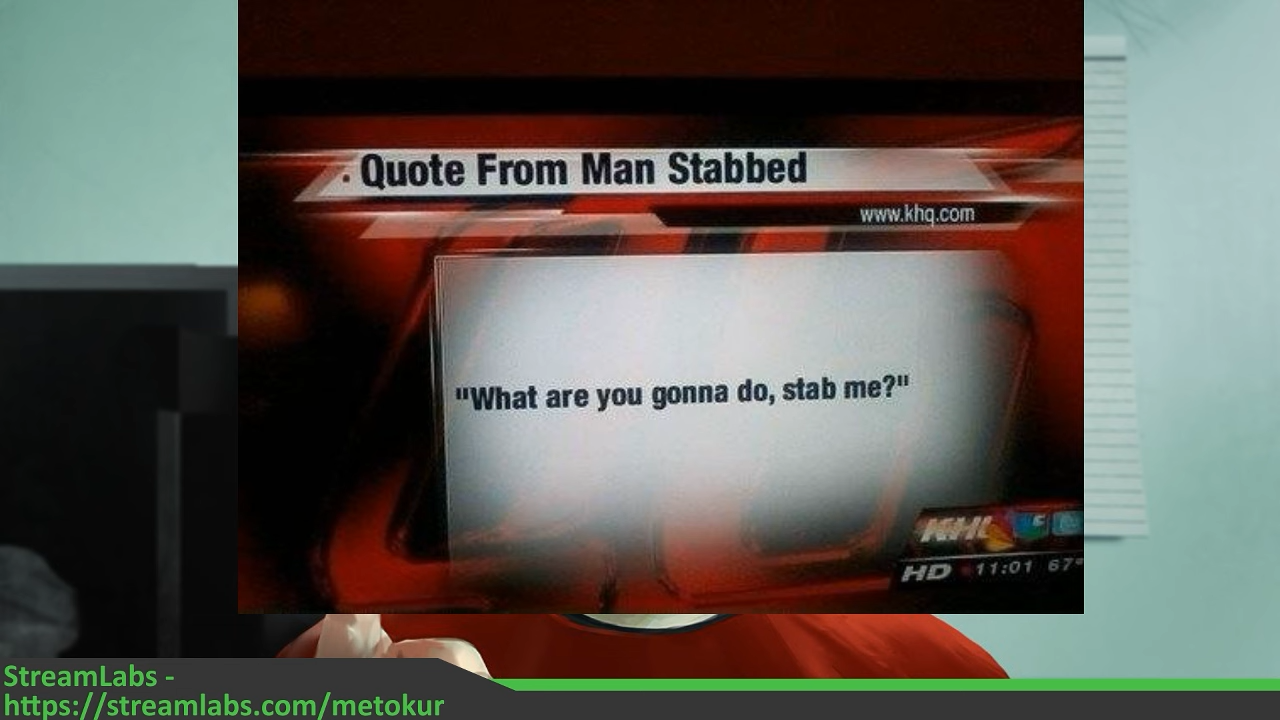 Quote From Man Stabbed
www.khq.com
"What are you gonna do, stab me?"
KHQ
HD 11:01 67°
StreamLabs -
https://streamlabs.com/metokur